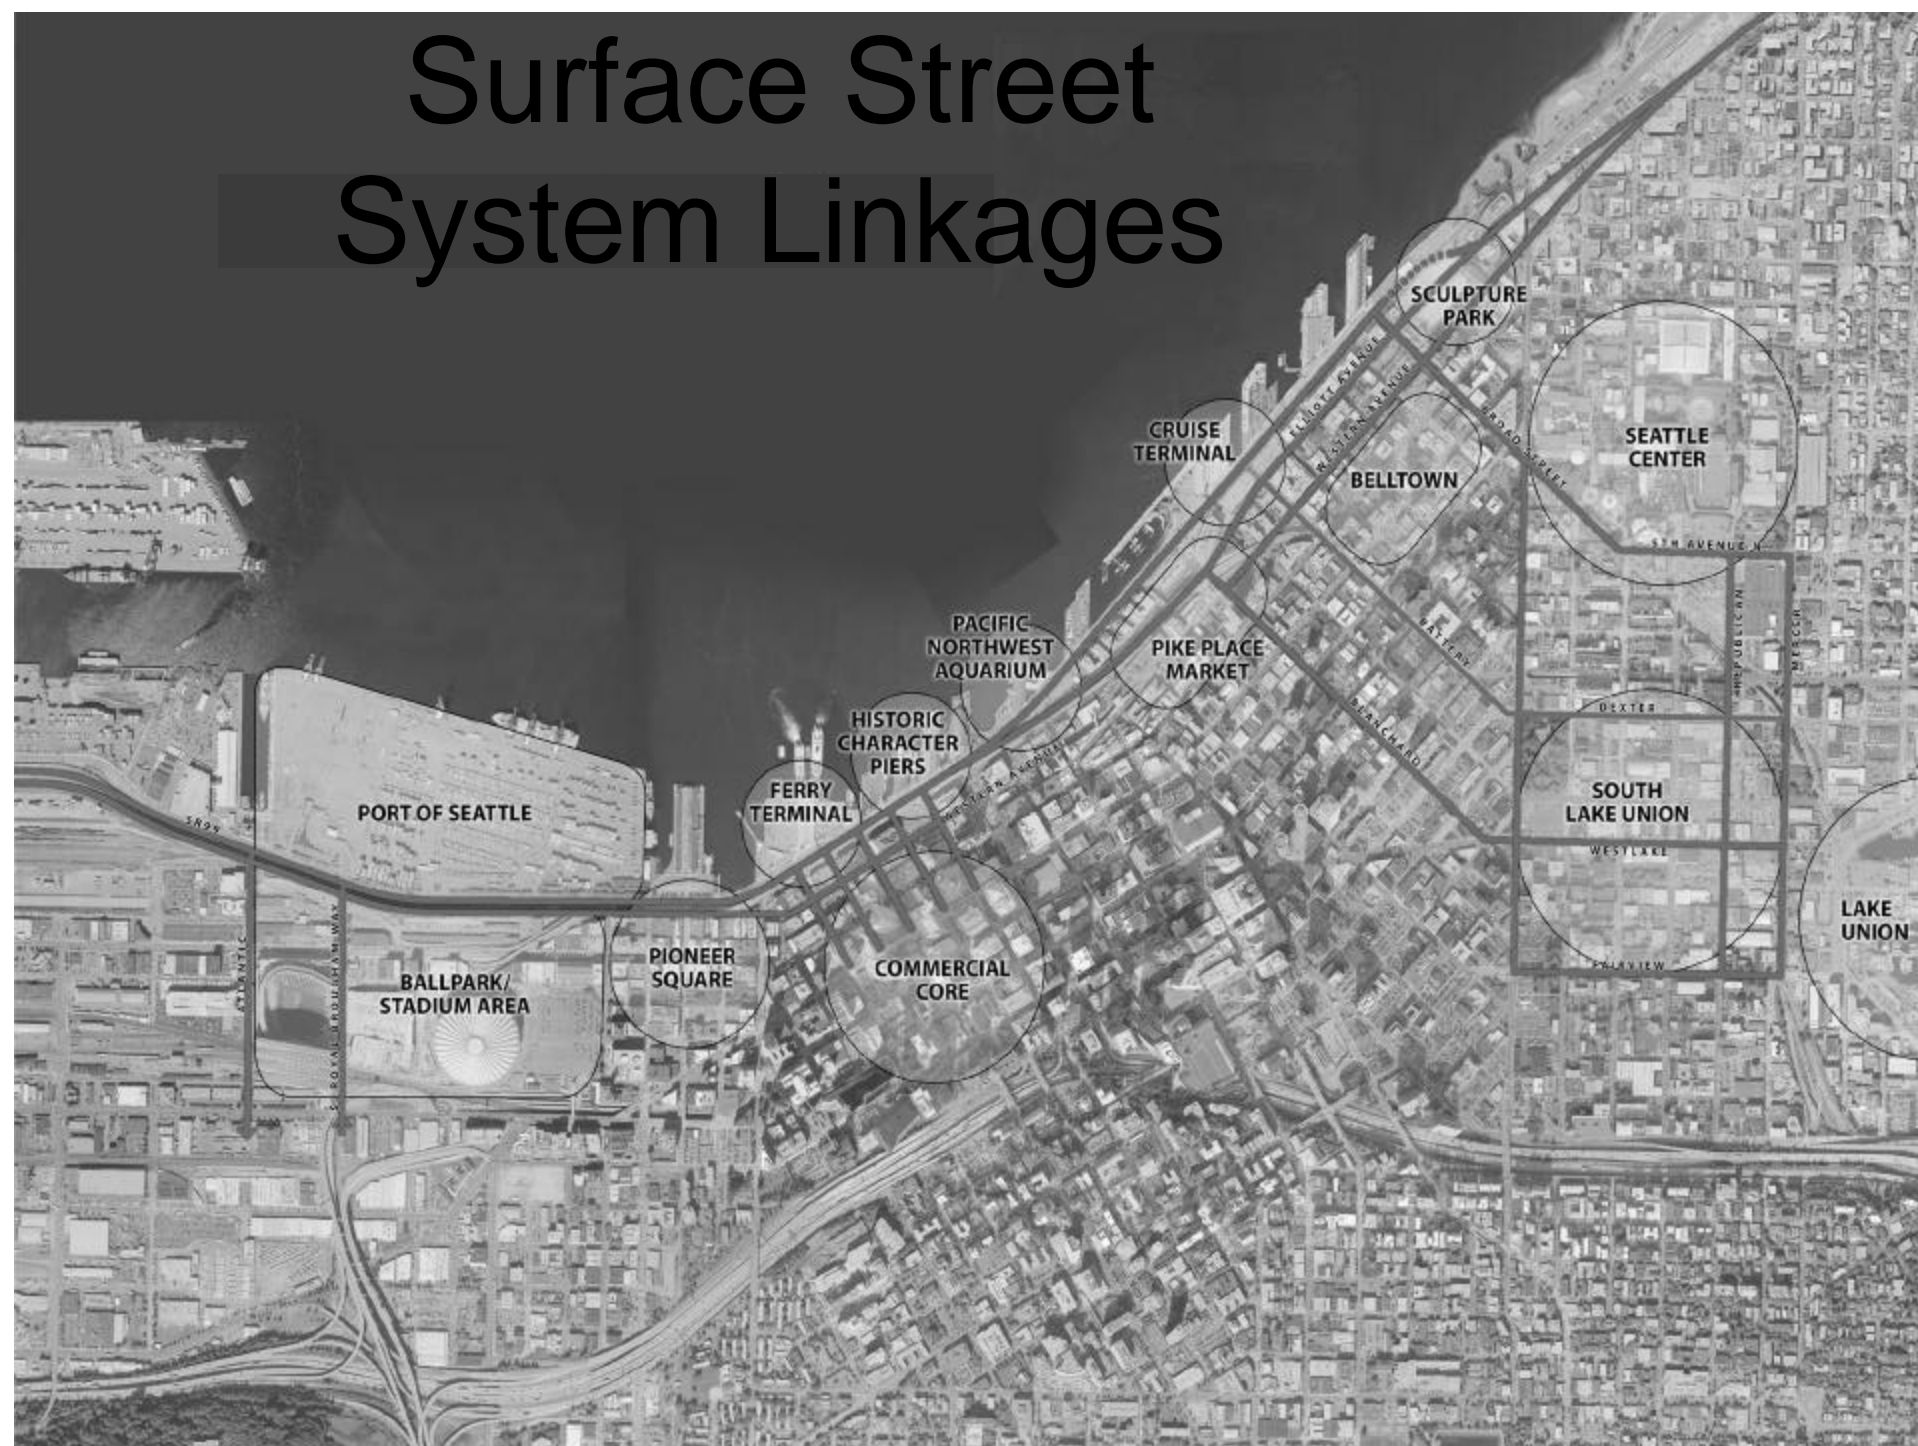 Surface Street
System Linkages
SCULPTURE
PARK
ELLIOTT AVENUE
WESTERN AVENUE
BROAD STREET
CRUISE
TERMINAL
BELLTOWN
SEATTLE
CENTER
5TH AVENUE N
REPUBLICAN
MERCER
PACIFIC
NORTHWEST
AQUARIUM
PIKE PLACE
MARKET
BATTERY
DEXTER
BLANCHARD
HISTORIC
CHARACTER
PIERS
WESTERN AVENUE
FERRY
TERMINAL
PORT OF SEATTLE
SR99
SOUTH
LAKE UNION
WESTLAKE
LAKE
UNION
FAIRVIEW
PIONEER
SQUARE
COMMERCIAL
CORE
ATLANTIC
S ROYAL BROUGHAM WAY
BALLPARK/
STADIUM AREA